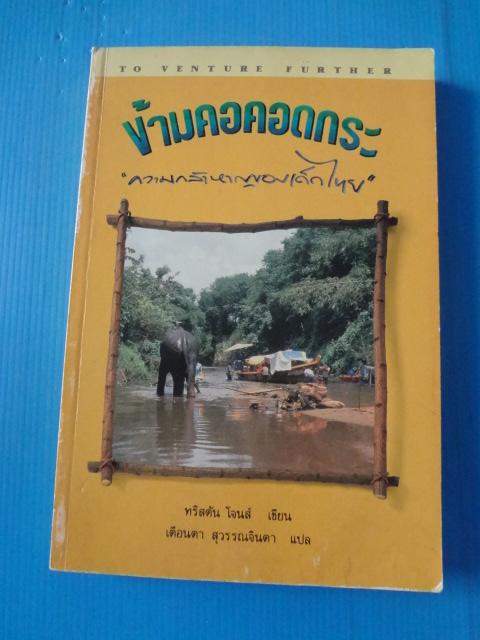 TO VENTURE FURTHER
ข้ามคอคอดกระ
"ความกล้าหาญของเด็กไทย"
ทริสตัน โจนส์ เขียน
เตือนตา สุวรรณจินดา แปล